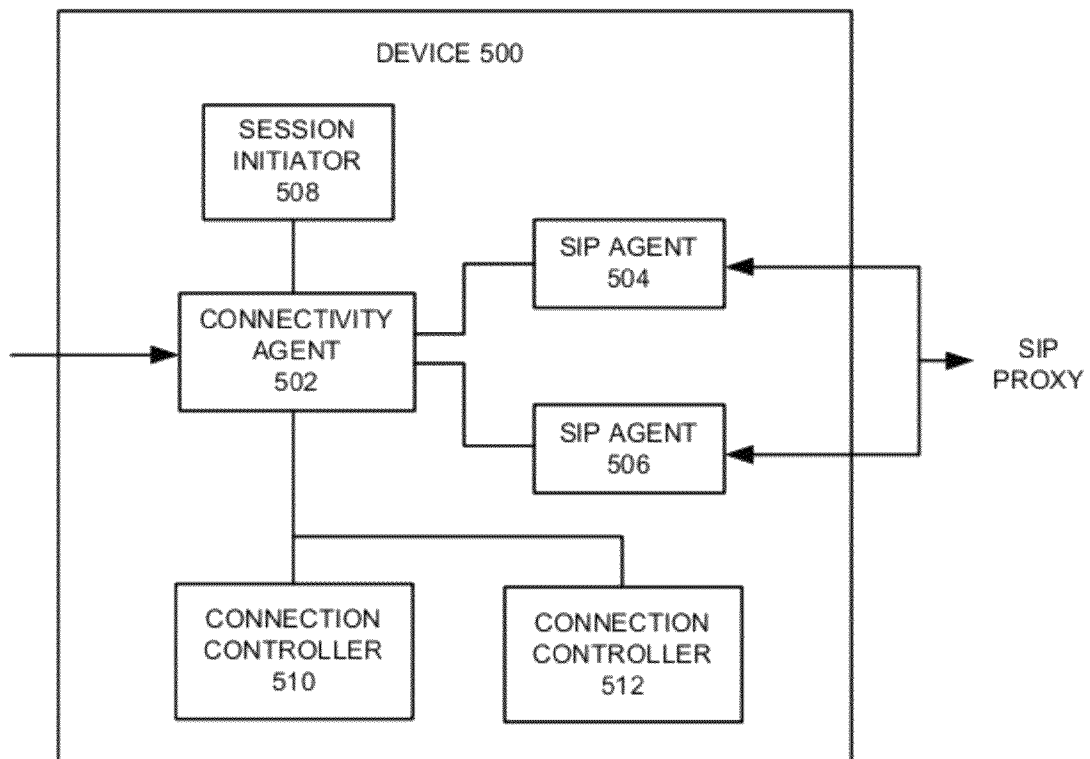 DEVICE 500
SESSION
INITIATOR
508
SIP AGENT
504
CONNECTIVITY
AGENT
502
SIP
PROXY
SIP AGENT
506
CONNECTION
CONTROLLER
510
CONNECTION
CONTROLLER
512